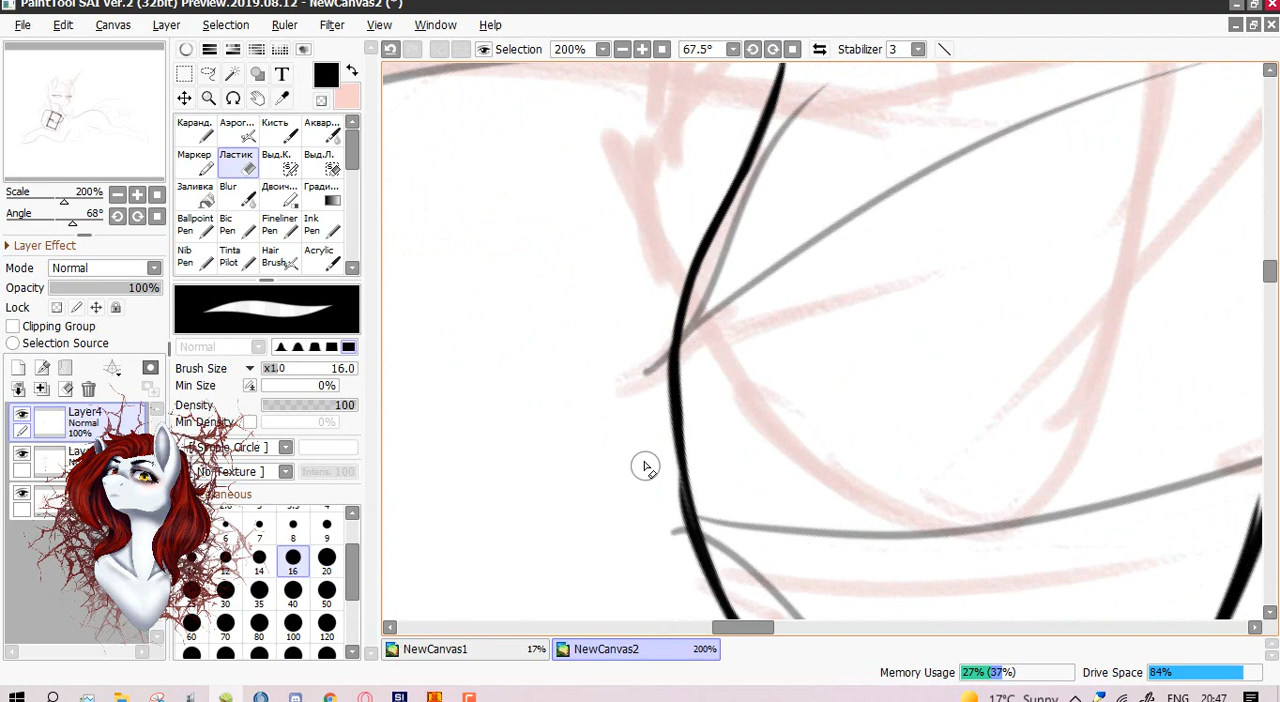 PaintTool SAI Ver.2 (32bit) Preview.2019.08.12 - NewCanvas2 (*)
File Edit Canvas Layer Selection Ruler Filter View Window Help
Selection 200% 67.5° Stabilizer 3
T
Scale 200%
Angle 68°
Layer Effect
Mode Normal
Opacity 100%
Lock
Clipping Group
Selection Source
Layer4
Normal
100%
Каранд. Аэрог... Кисть Аквар...
Маркер Ластик Выд.К. Выд.Л.
Заливка Blur Двоич... Гради...
Ballpoint Pen Bic Pen Fineliner Pen Ink Pen
Nib Pen Tinta Pilot Hair Brush Acrylic
Normal
Brush Size x1.0 16.0
Min Size 0%
Density 100
Min Density 0%
Circle ]
No Texture ] Intens. 100
6 7 8 9
12 14 16 20
25 30 35 40 50
60 70 80 100 120
NewCanvas1 17% NewCanvas2 200%
Memory Usage 27% (37%) Drive Space 84%
SI 17°C Sunny ENG 20:47